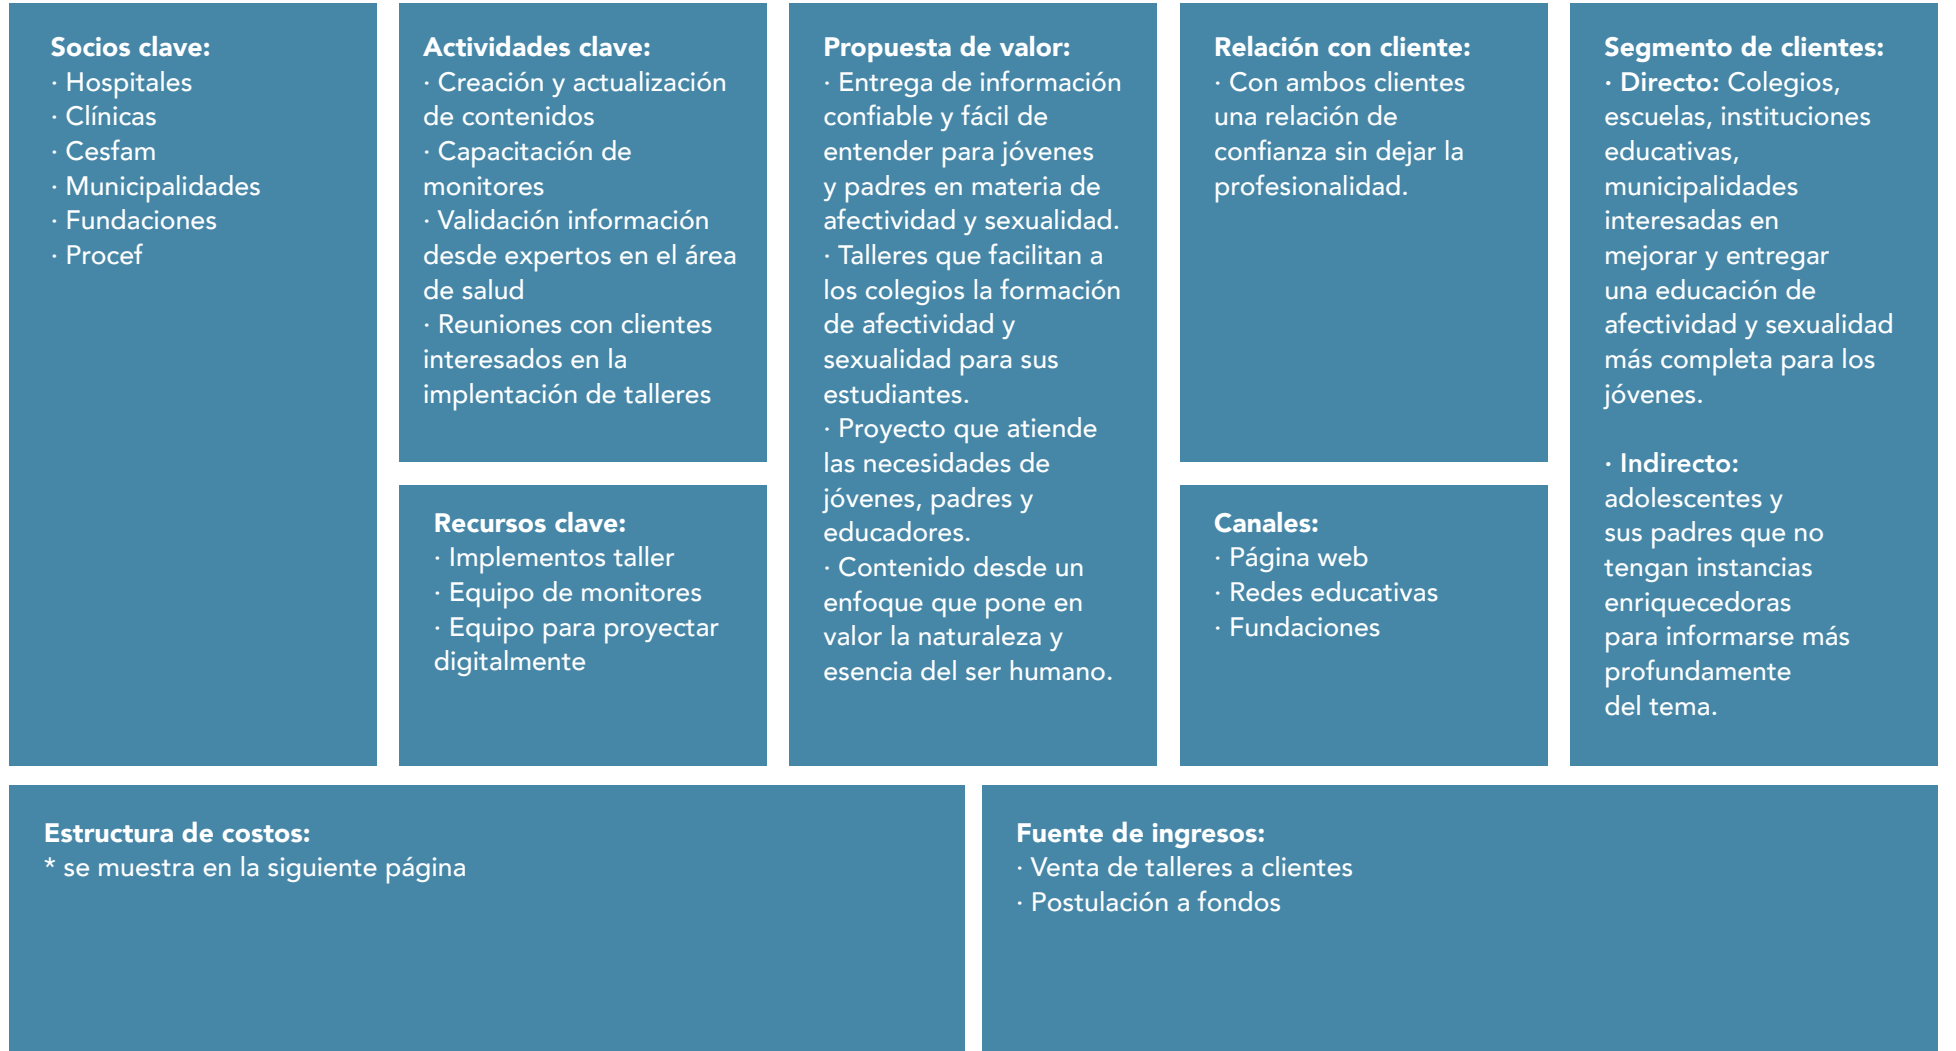 Socios clave:
· Hospitales
· Clínicas
· Cesfam
· Municipalidades
· Fundaciones
· Procef
Actividades clave:
· Creación y actualización
de contenidos
· Capacitación de
monitores
· Validación información
desde expertos en el área
de salud
· Reuniones con clientes
interesados en la
implentación de talleres
Recursos clave:
· Implementos taller
· Equipo de monitores
· Equipo para proyectar
digitalmente
Propuesta de valor:
· Entrega de información
confiable y fácil de
entender para jóvenes
y padres en materia de
afectividad y sexualidad.
· Talleres que facilitan a
los colegios la formación
de afectividad y
sexualidad para sus
estudiantes.
· Proyecto que atiende
las necesidades de
jóvenes, padres y
educadores.
· Contenido desde un
enfoque que pone en
valor la naturaleza y
esencia del ser humano.
Relación con cliente:
· Con ambos clientes
una relación de
confianza sin dejar la
profesionalidad.
Canales:
· Página web
· Redes educativas
· Fundaciones
Segmento de clientes:
· Directo: Colegios,
escuelas, instituciones
educativas,
municipalidades
interesadas en
mejorar y entregar
una educación de
afectividad y sexualidad
más completa para los
jóvenes.
· Indirecto:
adolescentes y
sus padres que no
tengan instancias
enriquecedoras
para informarse más
profundamente
del tema.
Estructura de costos:
* se muestra en la siguiente página
Fuente de ingresos:
· Venta de talleres a clientes
· Postulación a fondos